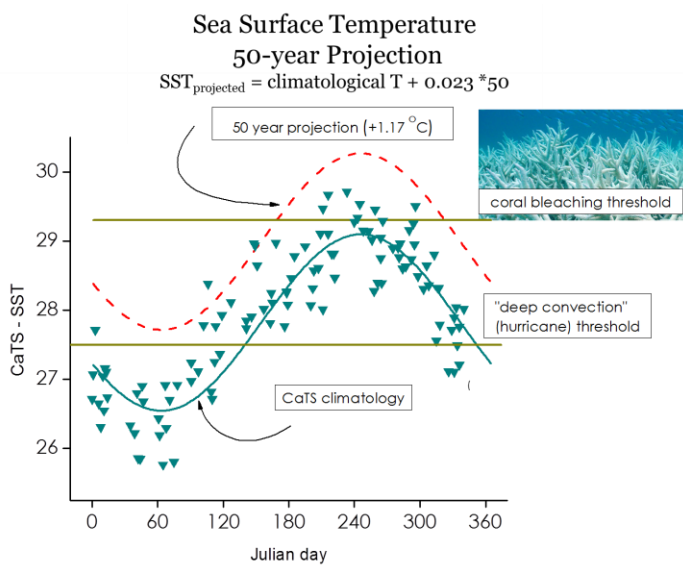 Sea Surface Temperature
50-year Projection
SSTprojected = climatological T + 0.023 *50
50 year projection (+1.17 °C)
coral bleaching threshold
"deep convection"
(hurricane) threshold
CaTS climatology
(
CaTS - SST
30
29
28
27
26
0 60 120 180 240 300 360
Julian day